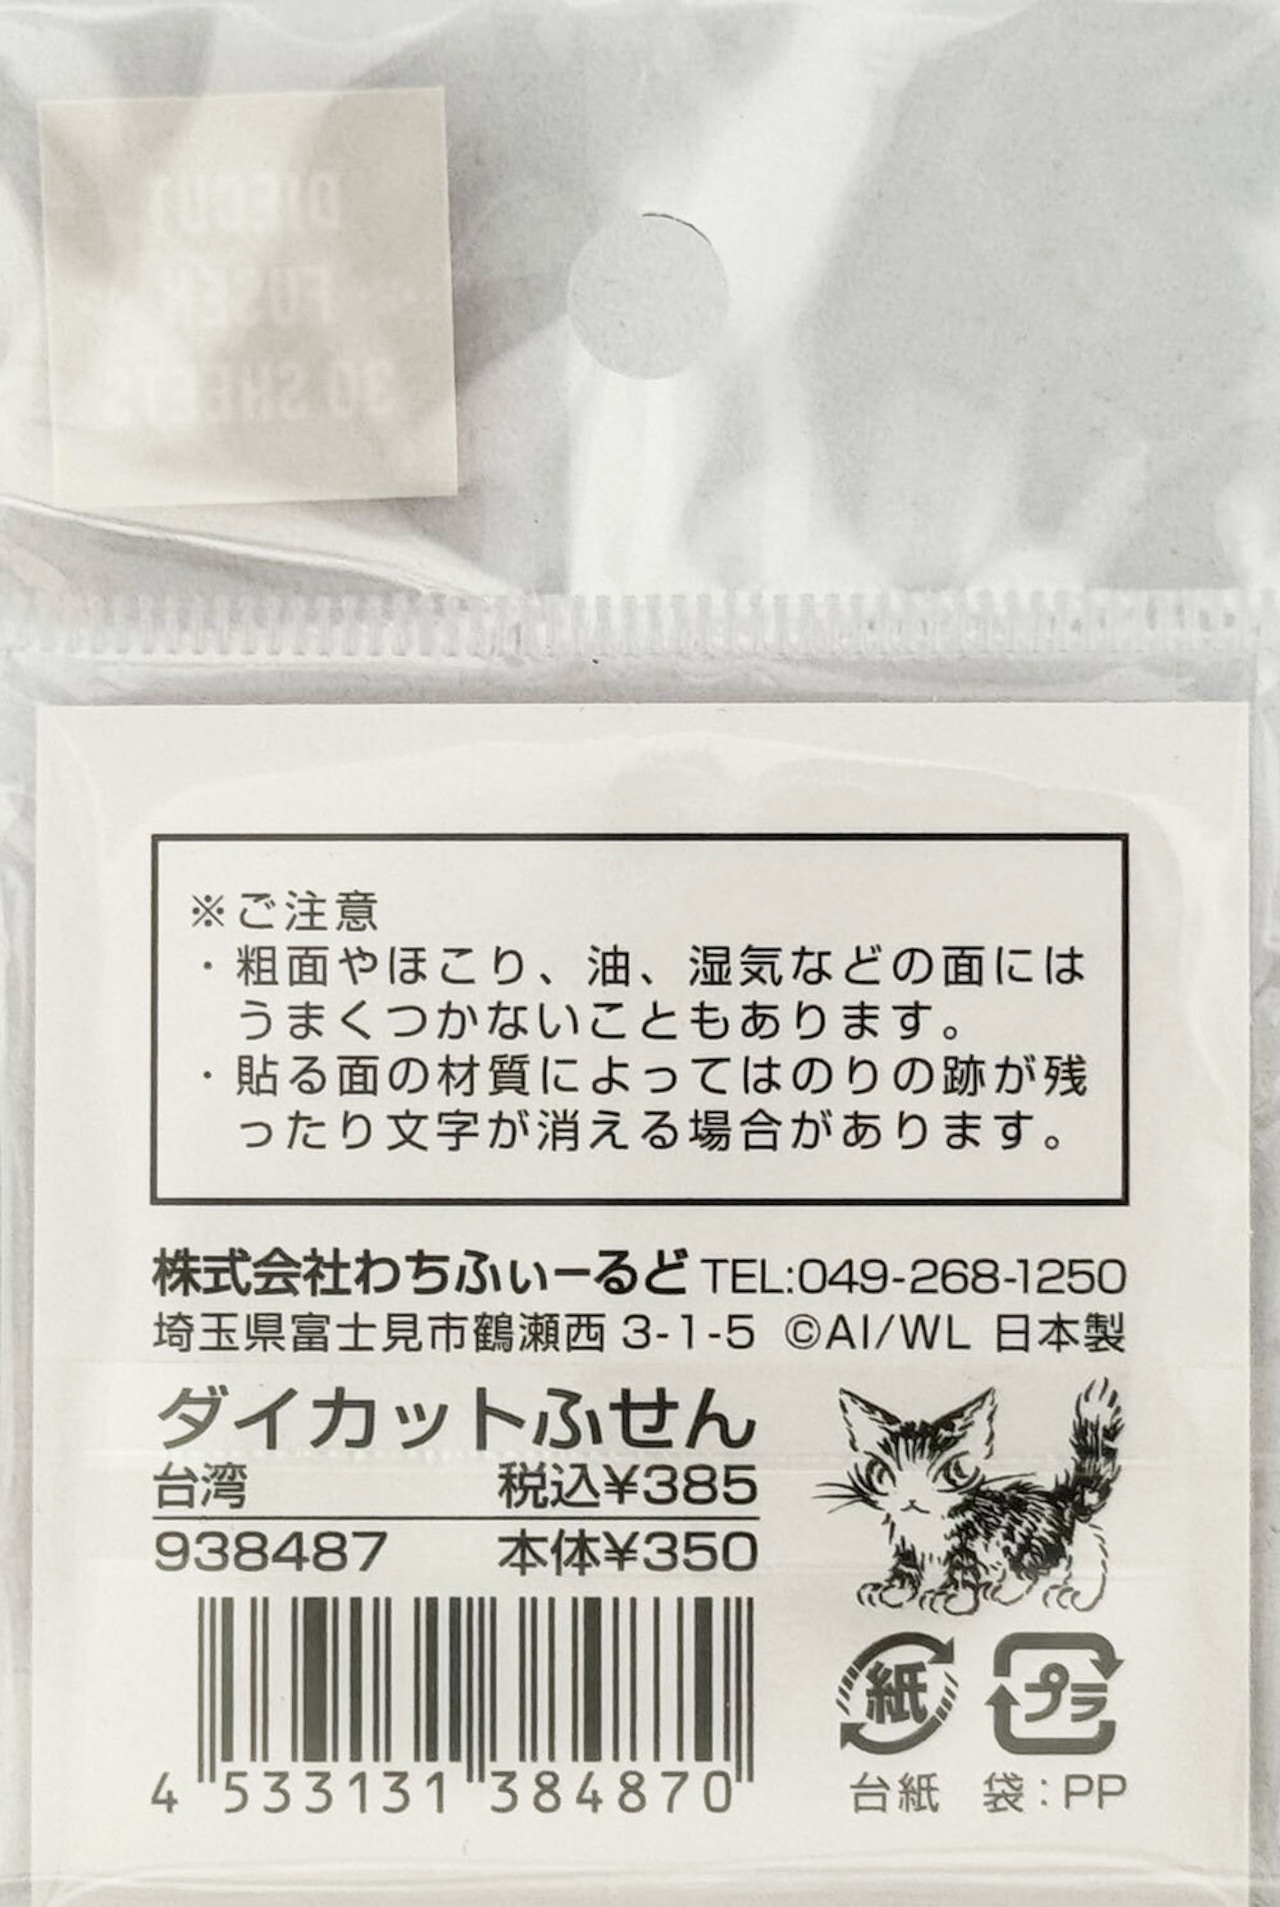 DIECUT
FUSEN
30 SHEETS
※ご注意
・粗面やほこり、油、湿気などの面には
うまくつかないこともあります。
・貼る面の材質によってはのりの跡が残
ったり文字が消える場合があります。
株式会社わちふぃーるど TEL:049-268-1250
埼玉県富士見市鶴瀬西 3-1-5 ©AI/WL 日本製
ダイカットふせん
台湾 税込¥385
938487 本体¥350
4 533131 384870
紙 プラ
台紙 袋:PP